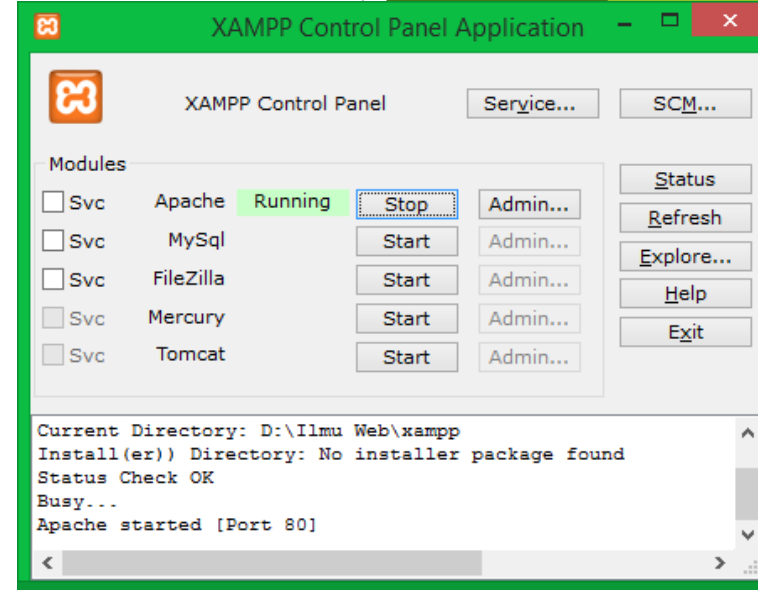 XAMPP Control Panel Application
XAMPP Control Panel Service... SCM...
Modules
Svc Apache Running Stop Admin...
Svc MySql Start Admin...
Svc FileZilla Start Admin...
Svc Mercury Start Admin...
Svc Tomcat Start Admin...
Status
Refresh
Explore...
Help
Exit
Current Directory: D:\Ilmu Web\xampp
Install(er)) Directory: No installer package found
Status Check OK
Busy...
Apache started [Port 80]